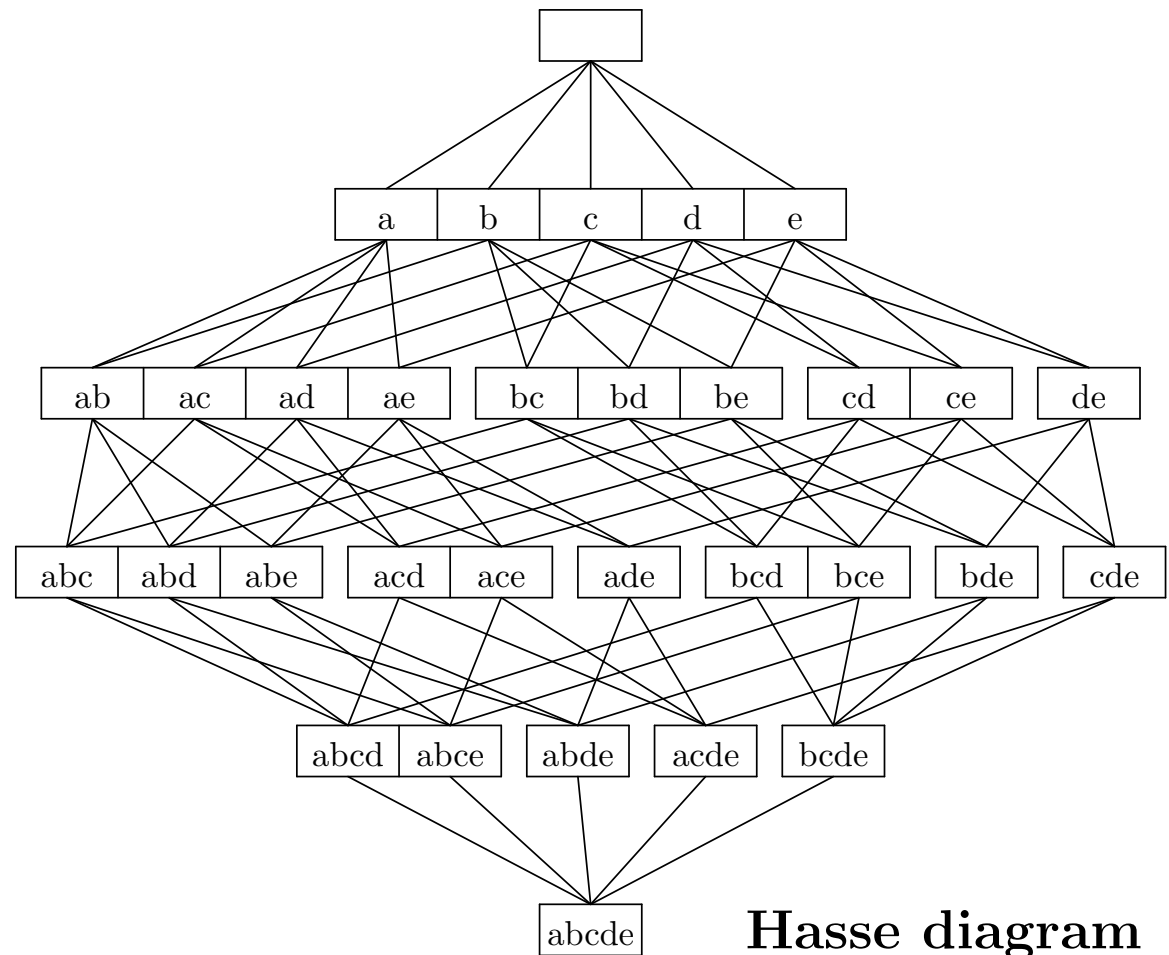 a b c d e
ab ac ad ae bc bd be cd ce de
abc abd abe acd ace ade bcd bce bde cde
abcd abce abde acde bcde
abcde
Hasse diagram